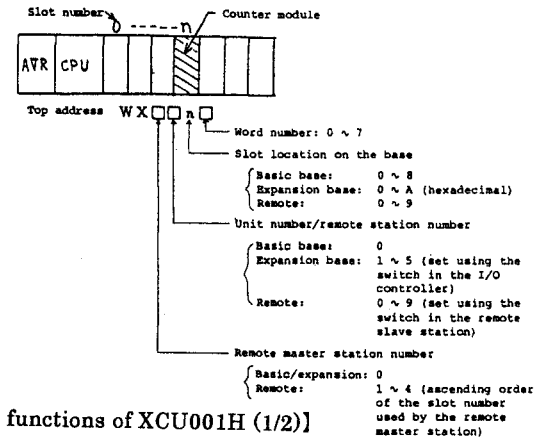 Slot number 0 ----- n Counter module
AVR CPU
Top address WX□□n□
Word number: 0 ~ 7
Slot location on the base
Basic base: 0 ~ 8
Expansion base: 0 ~ A (hexadecimal)
Remote: 0 ~ 9
Unit number/remote station number
Basic base: 0
Expansion base: 1 ~ 5 (set using the
switch in the I/O
controller)
Remote: 0 ~ 9 (set using the
switch in the remote
slave station)
Remote master station number
Basic/expansion: 0
Remote: 1 ~ 4 (ascending order
of the slot number
used by the remote
master station)
functions of XCU001H (1/2)】